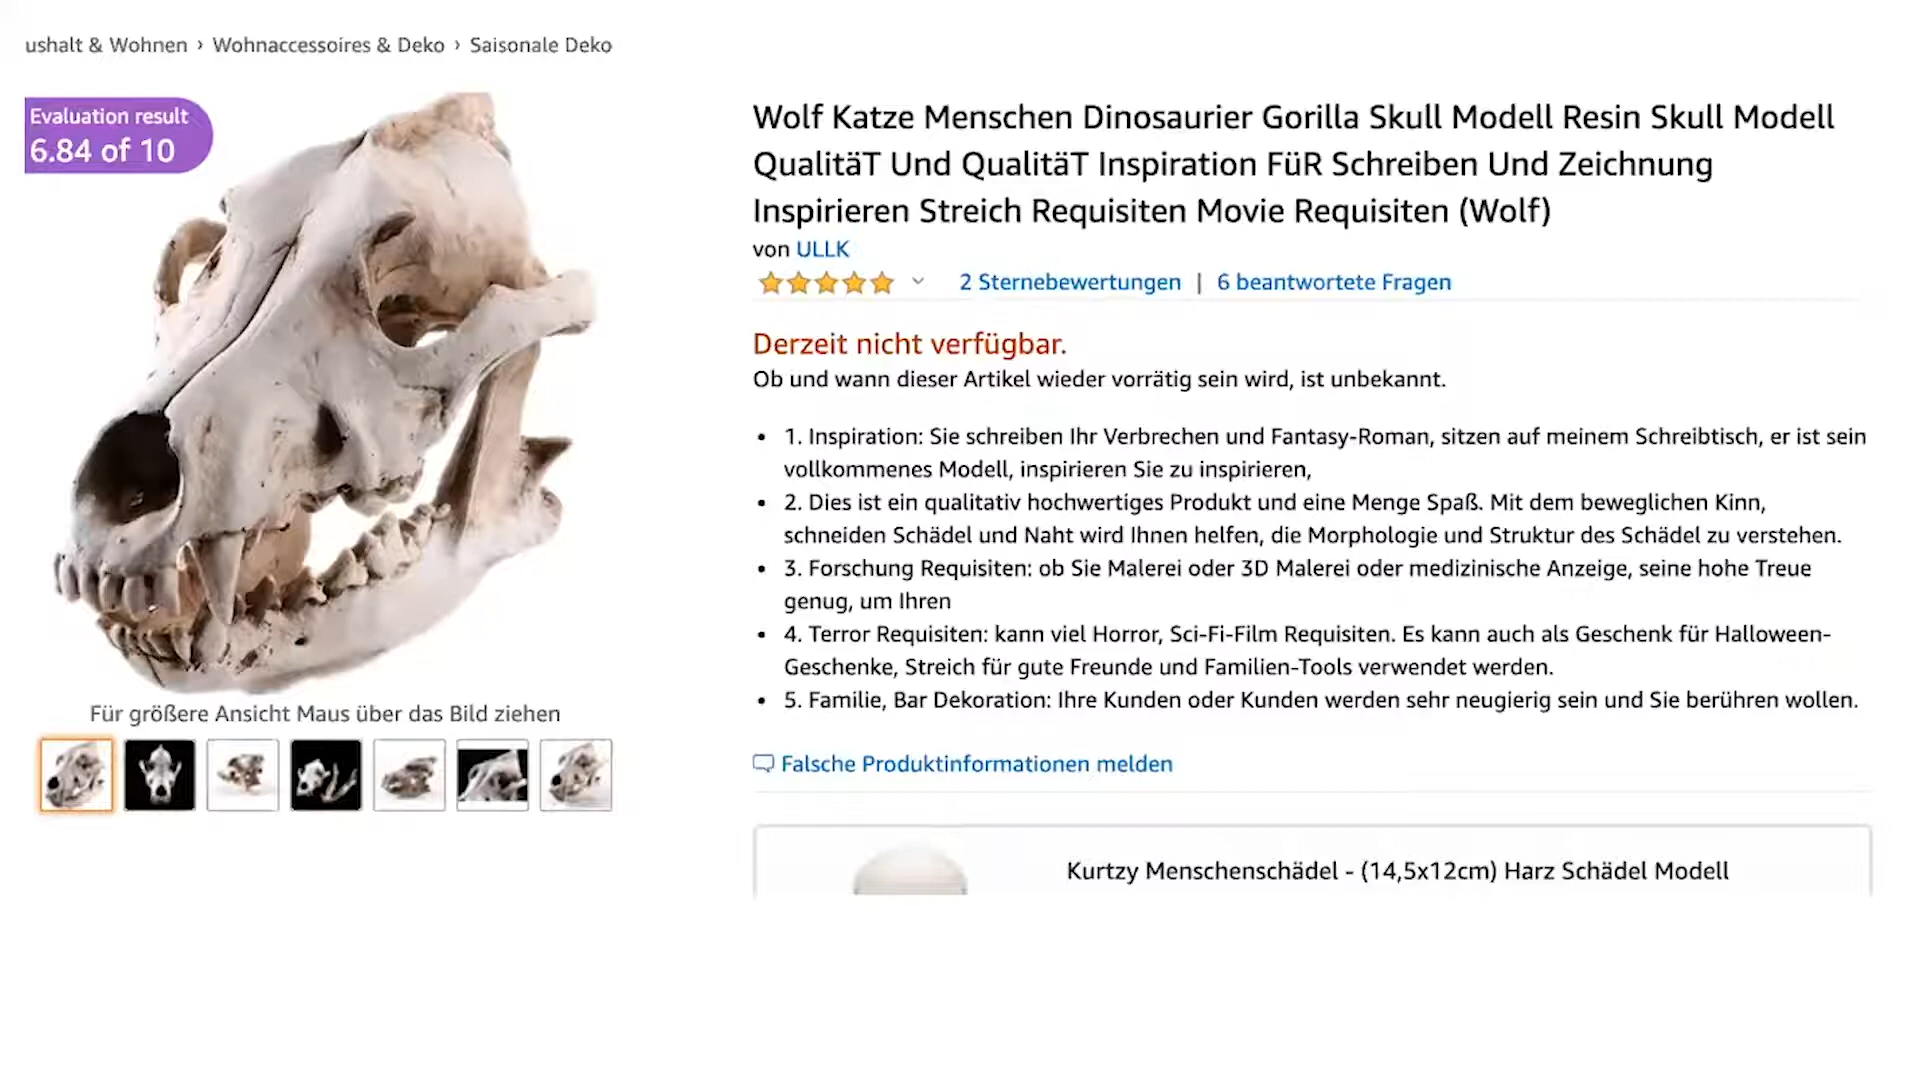 ushalt & Wohnen › Wohnaccessoires & Deko › Saisonale Deko
Evaluation result
6.84 of 10
Für größere Ansicht Maus über das Bild ziehen
Wolf Katze Menschen Dinosaurier Gorilla Skull Modell Resin Skull Modell
QualitäT Und QualitäT Inspiration FüR Schreiben Und Zeichnung
Inspirieren Streich Requisiten Movie Requisiten (Wolf)
von ULLK
2 Sternebewertungen | 6 beantwortete Fragen
Derzeit nicht verfügbar.
Ob und wann dieser Artikel wieder vorrätig sein wird, ist unbekannt.
• 1. Inspiration: Sie schreiben Ihr Verbrechen und Fantasy-Roman, sitzen auf meinem Schreibtisch, er ist sein
vollkommenes Modell, inspirieren Sie zu inspirieren,
• 2. Dies ist ein qualitativ hochwertiges Produkt und eine Menge Spaß. Mit dem beweglichen Kinn,
schneiden Schädel und Naht wird Ihnen helfen, die Morphologie und Struktur des Schädel zu verstehen.
• 3. Forschung Requisiten: ob Sie Malerei oder 3D Malerei oder medizinische Anzeige, seine hohe Treue
genug, um Ihren
• 4. Terror Requisiten: kann viel Horror, Sci-Fi-Film Requisiten. Es kann auch als Geschenk für Halloween-
Geschenke, Streich für gute Freunde und Familien-Tools verwendet werden.
• 5. Familie, Bar Dekoration: Ihre Kunden oder Kunden werden sehr neugierig sein und Sie berühren wollen.
Falsche Produktinformationen melden
Kurtzy Menschenschädel - (14,5x12cm) Harz Schädel Modell